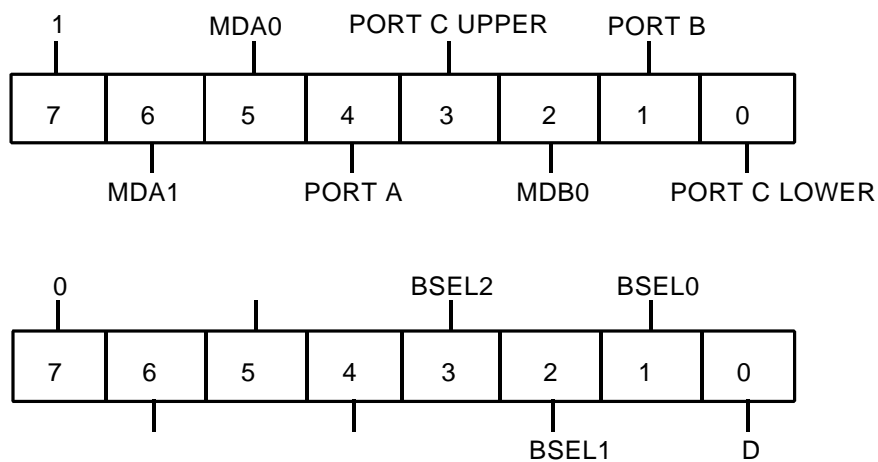 1 MDA0 PORT C UPPER PORT B
7 6 5 4 3 2 1 0
MDA1 PORT A MDB0 PORT C LOWER
0 BSEL2 BSEL0
7 6 5 4 3 2 1 0
BSEL1 D